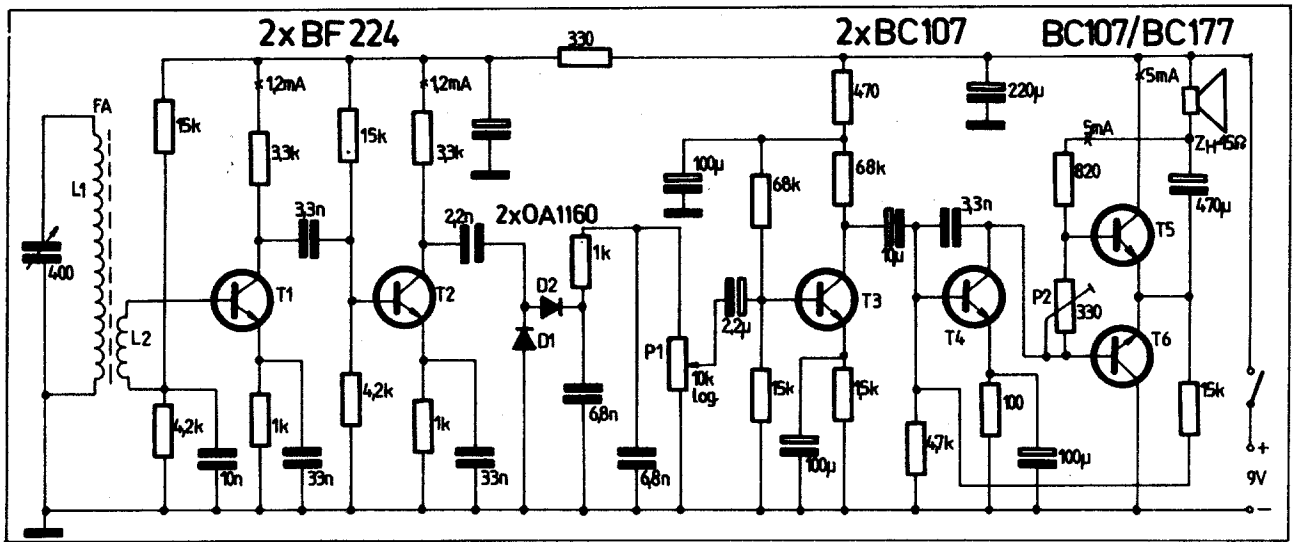 2xBF224
2xBC107
BC107/BC177
330
FA
1,2mA
1,2mA
15k
3,3k
15k
3,3k
L1
400
3,3n
T1
L2
4,2k
10n
1k
33n
2,2n
T2
4,2k
1k
33n
2xOA1160
1k
D2
D1
6,8n
6,8n
P1
10k
log.
2,2µ
470
100µ
68k
68k
T3
15k
1,5k
100µ
220µ
10µ
3,3n
T4
4,7k
100
100µ
5mA
5mA
ZH=45Ω
820
470µ
T5
P2
330
T6
15k
+
9V
−